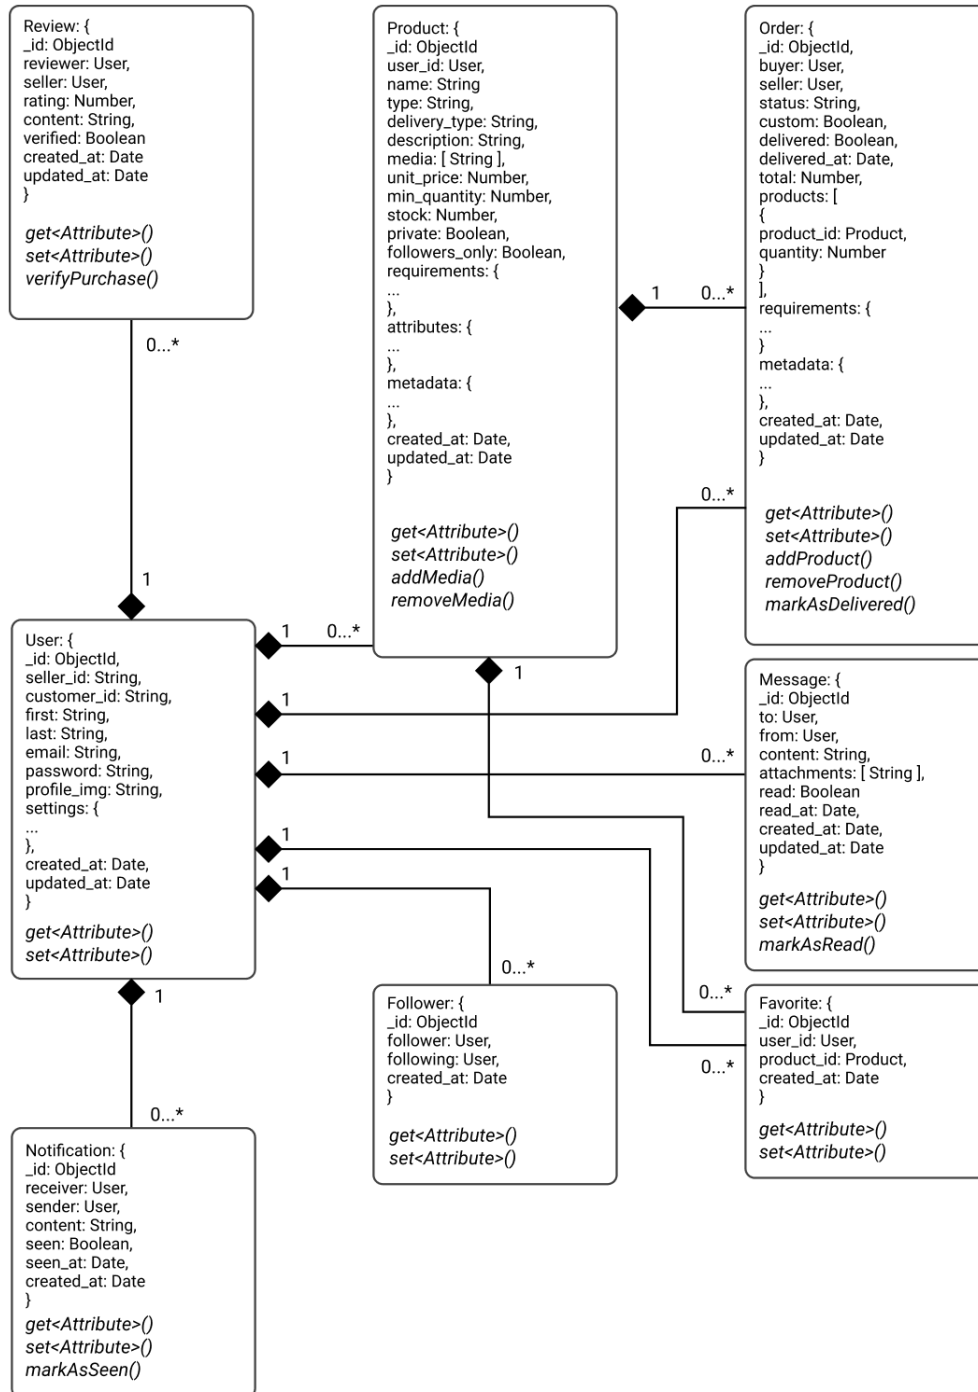 Review: {
_id: ObjectId
reviewer: User,
seller: User,
rating: Number,
content: String,
verified: Boolean
created_at: Date
updated_at: Date
}
get<Attribute>()
set<Attribute>()
verifyPurchase()
0...*
1
Product: {
_id: ObjectId
user_id: User,
name: String
type: String,
delivery_type: String,
description: String,
media: [ String ],
unit_price: Number,
min_quantity: Number,
stock: Number,
private: Boolean,
followers_only: Boolean,
requirements: {
...
},
attributes: {
...
},
metadata: {
...
},
created_at: Date,
updated_at: Date
}
get<Attribute>()
set<Attribute>()
addMedia()
removeMedia()
1 0...*
Order: {
_id: ObjectId,
buyer: User,
seller: User,
status: String,
custom: Boolean,
delivered: Boolean,
delivered_at: Date,
total: Number,
products: [
{
product_id: Product,
quantity: Number
}
],
requirements: {
...
}
metadata: {
...
},
created_at: Date,
updated_at: Date
}
get<Attribute>()
set<Attribute>()
addProduct()
removeProduct()
markAsDelivered()
0...*
User: {
_id: ObjectId,
seller_id: String,
customer_id: String,
first: String,
last: String,
email: String,
password: String,
profile_img: String,
settings: {
...
},
created_at: Date,
updated_at: Date
}
get<Attribute>()
set<Attribute>()
1 0...*
1
1
1 0...*
1
1
Message: {
_id: ObjectId
to: User,
from: User,
content: String,
attachments: [ String ],
read: Boolean
read_at: Date,
created_at: Date,
updated_at: Date
}
get<Attribute>()
set<Attribute>()
markAsRead()
1
0...*
Notification: {
_id: ObjectId
receiver: User,
sender: User,
content: String,
seen: Boolean,
seen_at: Date,
created_at: Date
}
get<Attribute>()
set<Attribute>()
markAsSeen()
0...*
Follower: {
_id: ObjectId
follower: User,
following: User,
created_at: Date
}
get<Attribute>()
set<Attribute>()
0...*
0...*
Favorite: {
_id: ObjectId
user_id: User,
product_id: Product,
created_at: Date
}
get<Attribute>()
set<Attribute>()